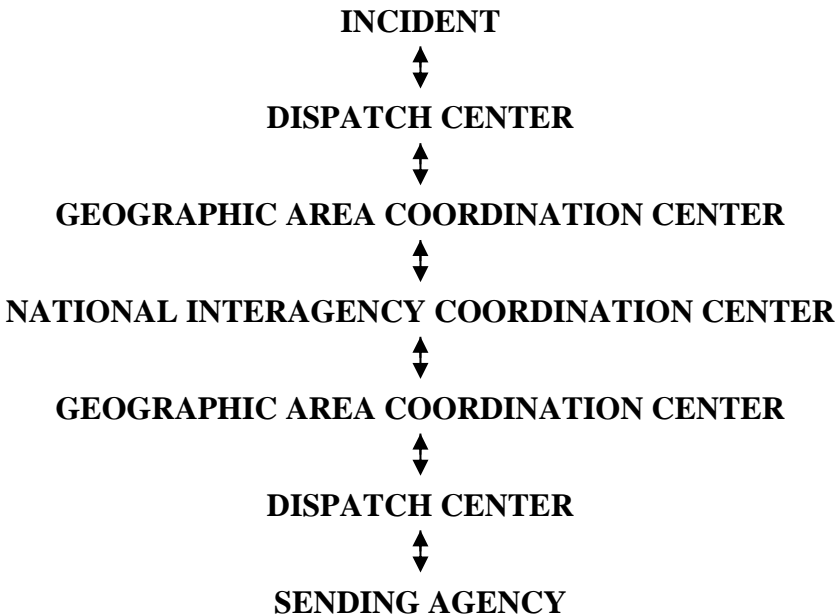 INCIDENT
DISPATCH CENTER
GEOGRAPHIC AREA COORDINATION CENTER
NATIONAL INTERAGENCY COORDINATION CENTER
GEOGRAPHIC AREA COORDINATION CENTER
DISPATCH CENTER
SENDING AGENCY